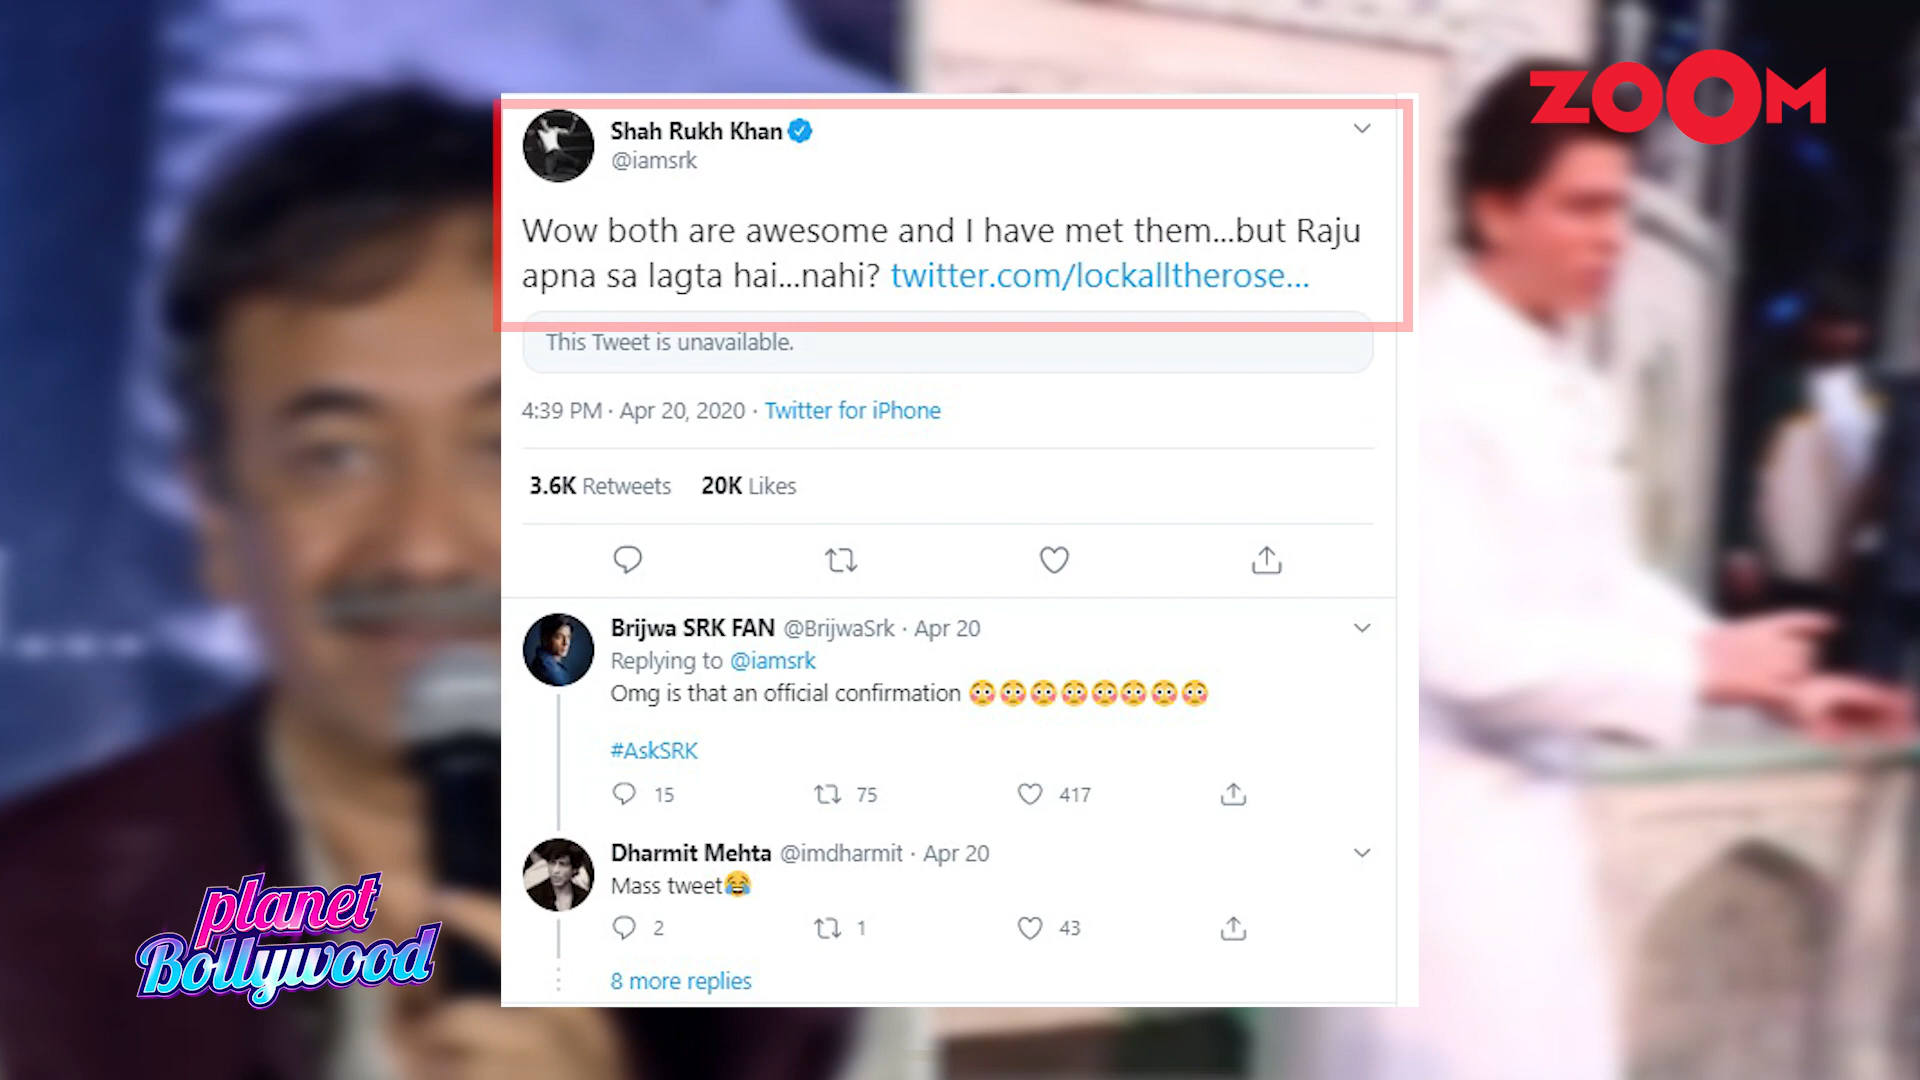 ZOOM
Shah Rukh Khan
@iamsrk
Wow both are awesome and I have met them...but Raju
apna sa lagta hai...nahi? twitter.com/lockalltherose...
This Tweet is unavailable.
4:39 PM · Apr 20, 2020 · Twitter for iPhone
3.6K Retweets 20K Likes
Brijwa SRK FAN @BrijwaSrk · Apr 20
Replying to @iamsrk
Omg is that an official confirmation 😳😳😳😳😳😳😳😳
#AskSRK
15 75 417
Dharmit Mehta @imdharmit · Apr 20
Mass tweet😂
2 1 43
8 more replies
planet
Bollywood